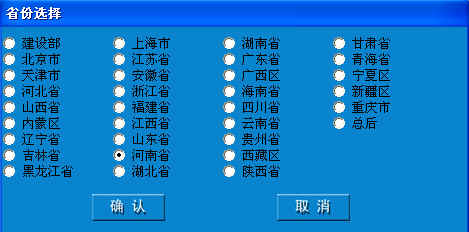 省份选择
建设部 上海市 湖南省 甘肃省
北京市 江苏省 广东省 青海省
天津市 安徽省 广西区 宁夏区
河北省 浙江省 海南省 新疆区
山西省 福建省 四川省 重庆市
内蒙区 江西省 云南省 总后
辽宁省 山东省 贵州省
吉林省 河南省 西藏区
黑龙江省 湖北省 陕西省
确 认 取 消